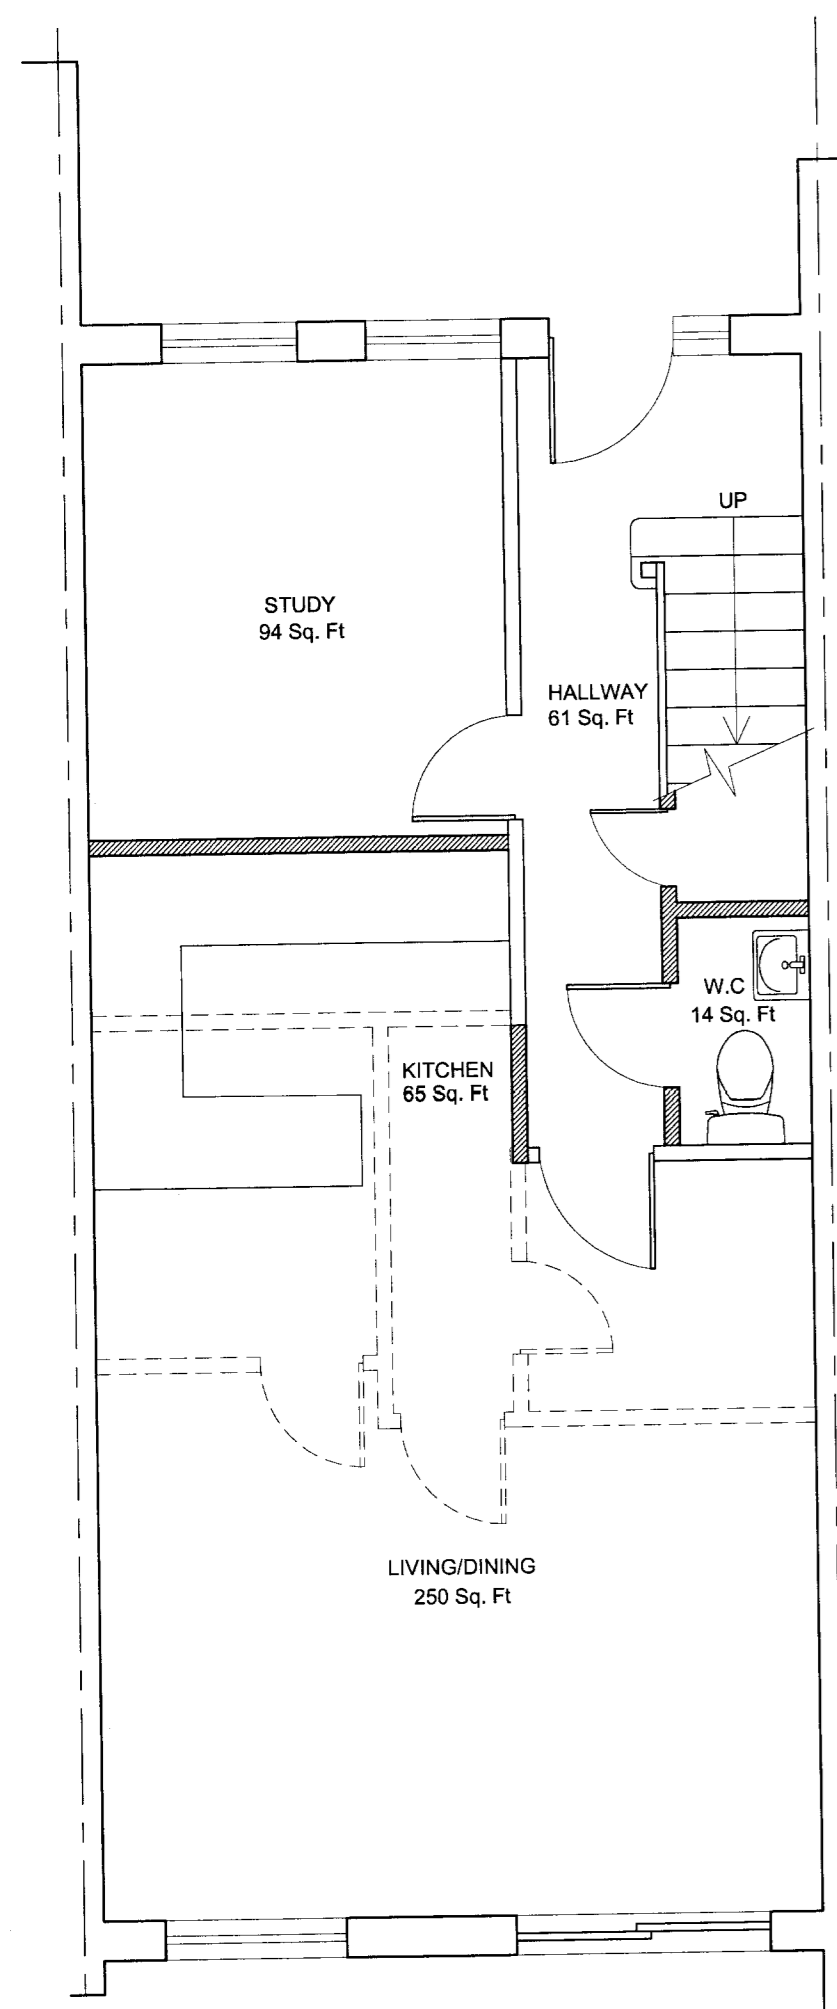 UP
STUDY
94 Sq. Ft
HALLWAY
61 Sq. Ft
W.C
14 Sq. Ft
KITCHEN
65 Sq. Ft
LIVING/DINING
250 Sq. Ft